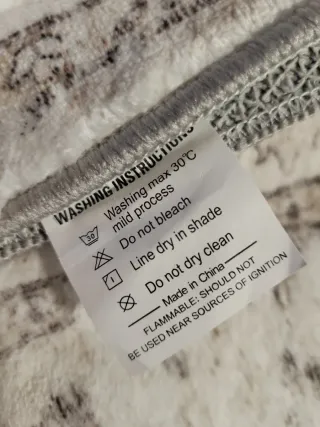 WASHING INSTRUCTIONS
Washing max 30°C
mild process
30
Do not bleach
Line dry in shade
Do not dry clean
Made in China
FLAMMABLE: SHOULD NOT
BE USED NEAR SOURCES OF IGNITION